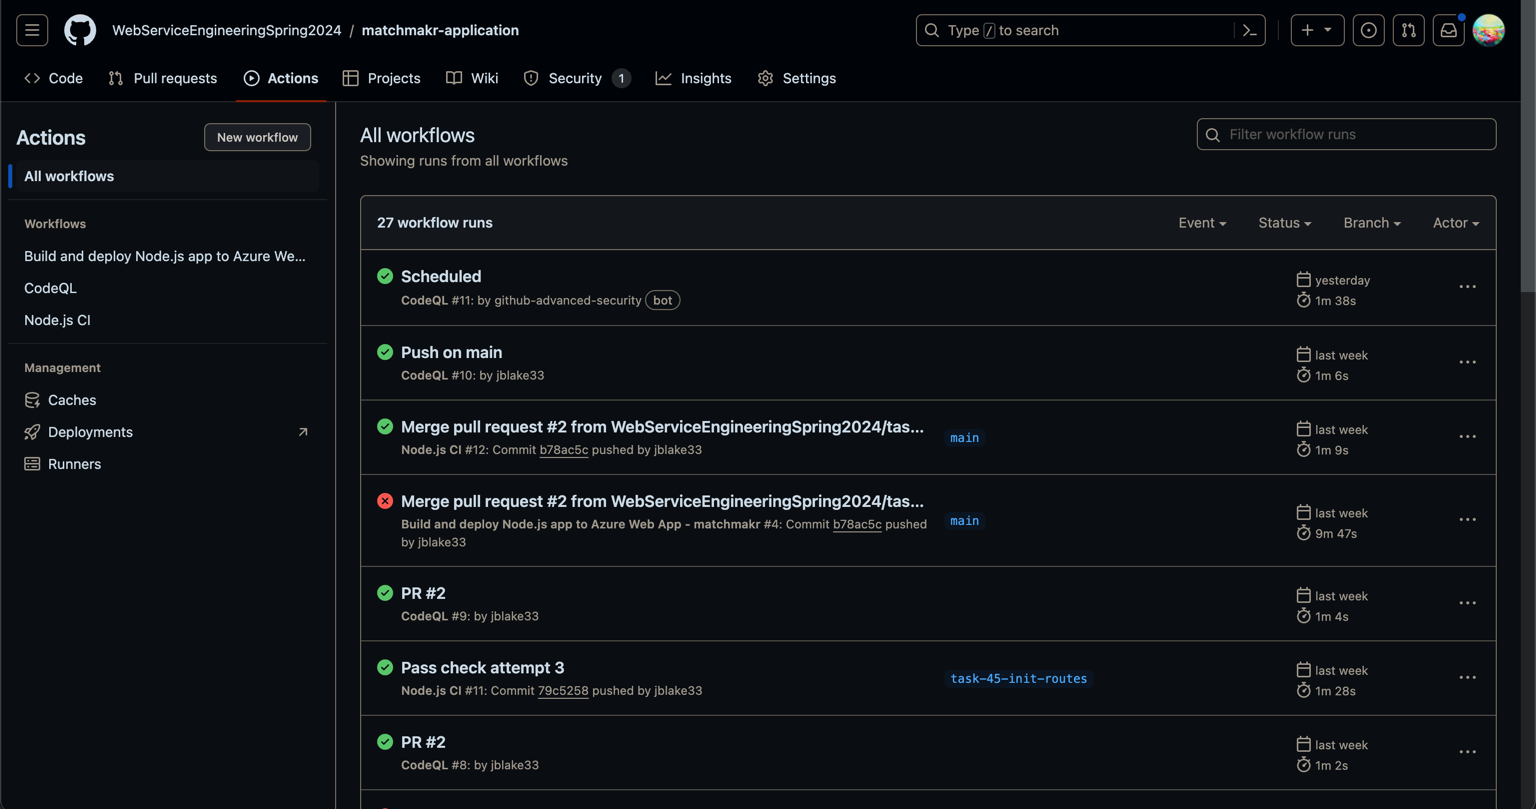 WebServiceEngineeringSpring2024 / matchmakr-application
Type / to search
Code Pull requests Actions Projects Wiki Security 1 Insights Settings
Actions
New workflow
All workflows
Workflows
Build and deploy Node.js app to Azure We...
CodeQL
Node.js CI
Management
Caches
Deployments
Runners
All workflows
Showing runs from all workflows
Filter workflow runs
27 workflow runs
Event Status Branch Actor
Scheduled
CodeQL #11: by github-advanced-security bot
yesterday
1m 38s
Push on main
CodeQL #10: by jblake33
last week
1m 6s
Merge pull request #2 from WebServiceEngineeringSpring2024/tas...
Node.js CI #12: Commit b78ac5c pushed by jblake33
main
last week
1m 9s
Merge pull request #2 from WebServiceEngineeringSpring2024/tas...
Build and deploy Node.js app to Azure Web App - matchmakr #4: Commit b78ac5c pushed
by jblake33
main
last week
9m 47s
PR #2
CodeQL #9: by jblake33
last week
1m 4s
Pass check attempt 3
Node.js CI #11: Commit 79c5258 pushed by jblake33
task-45-init-routes
last week
1m 28s
PR #2
CodeQL #8: by jblake33
last week
1m 2s